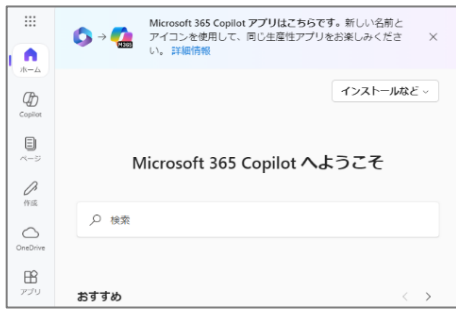 Microsoft 365 Copilot アプリはこちらです。新しい名前と
アイコンを使用して、同じ生産性アプリをお楽しみくださ
い。 詳細情報
M365
ホーム
インストールなど
Copilot
ページ
Microsoft 365 Copilot へようこそ
作成
検索
OneDrive
アプリ
おすすめ